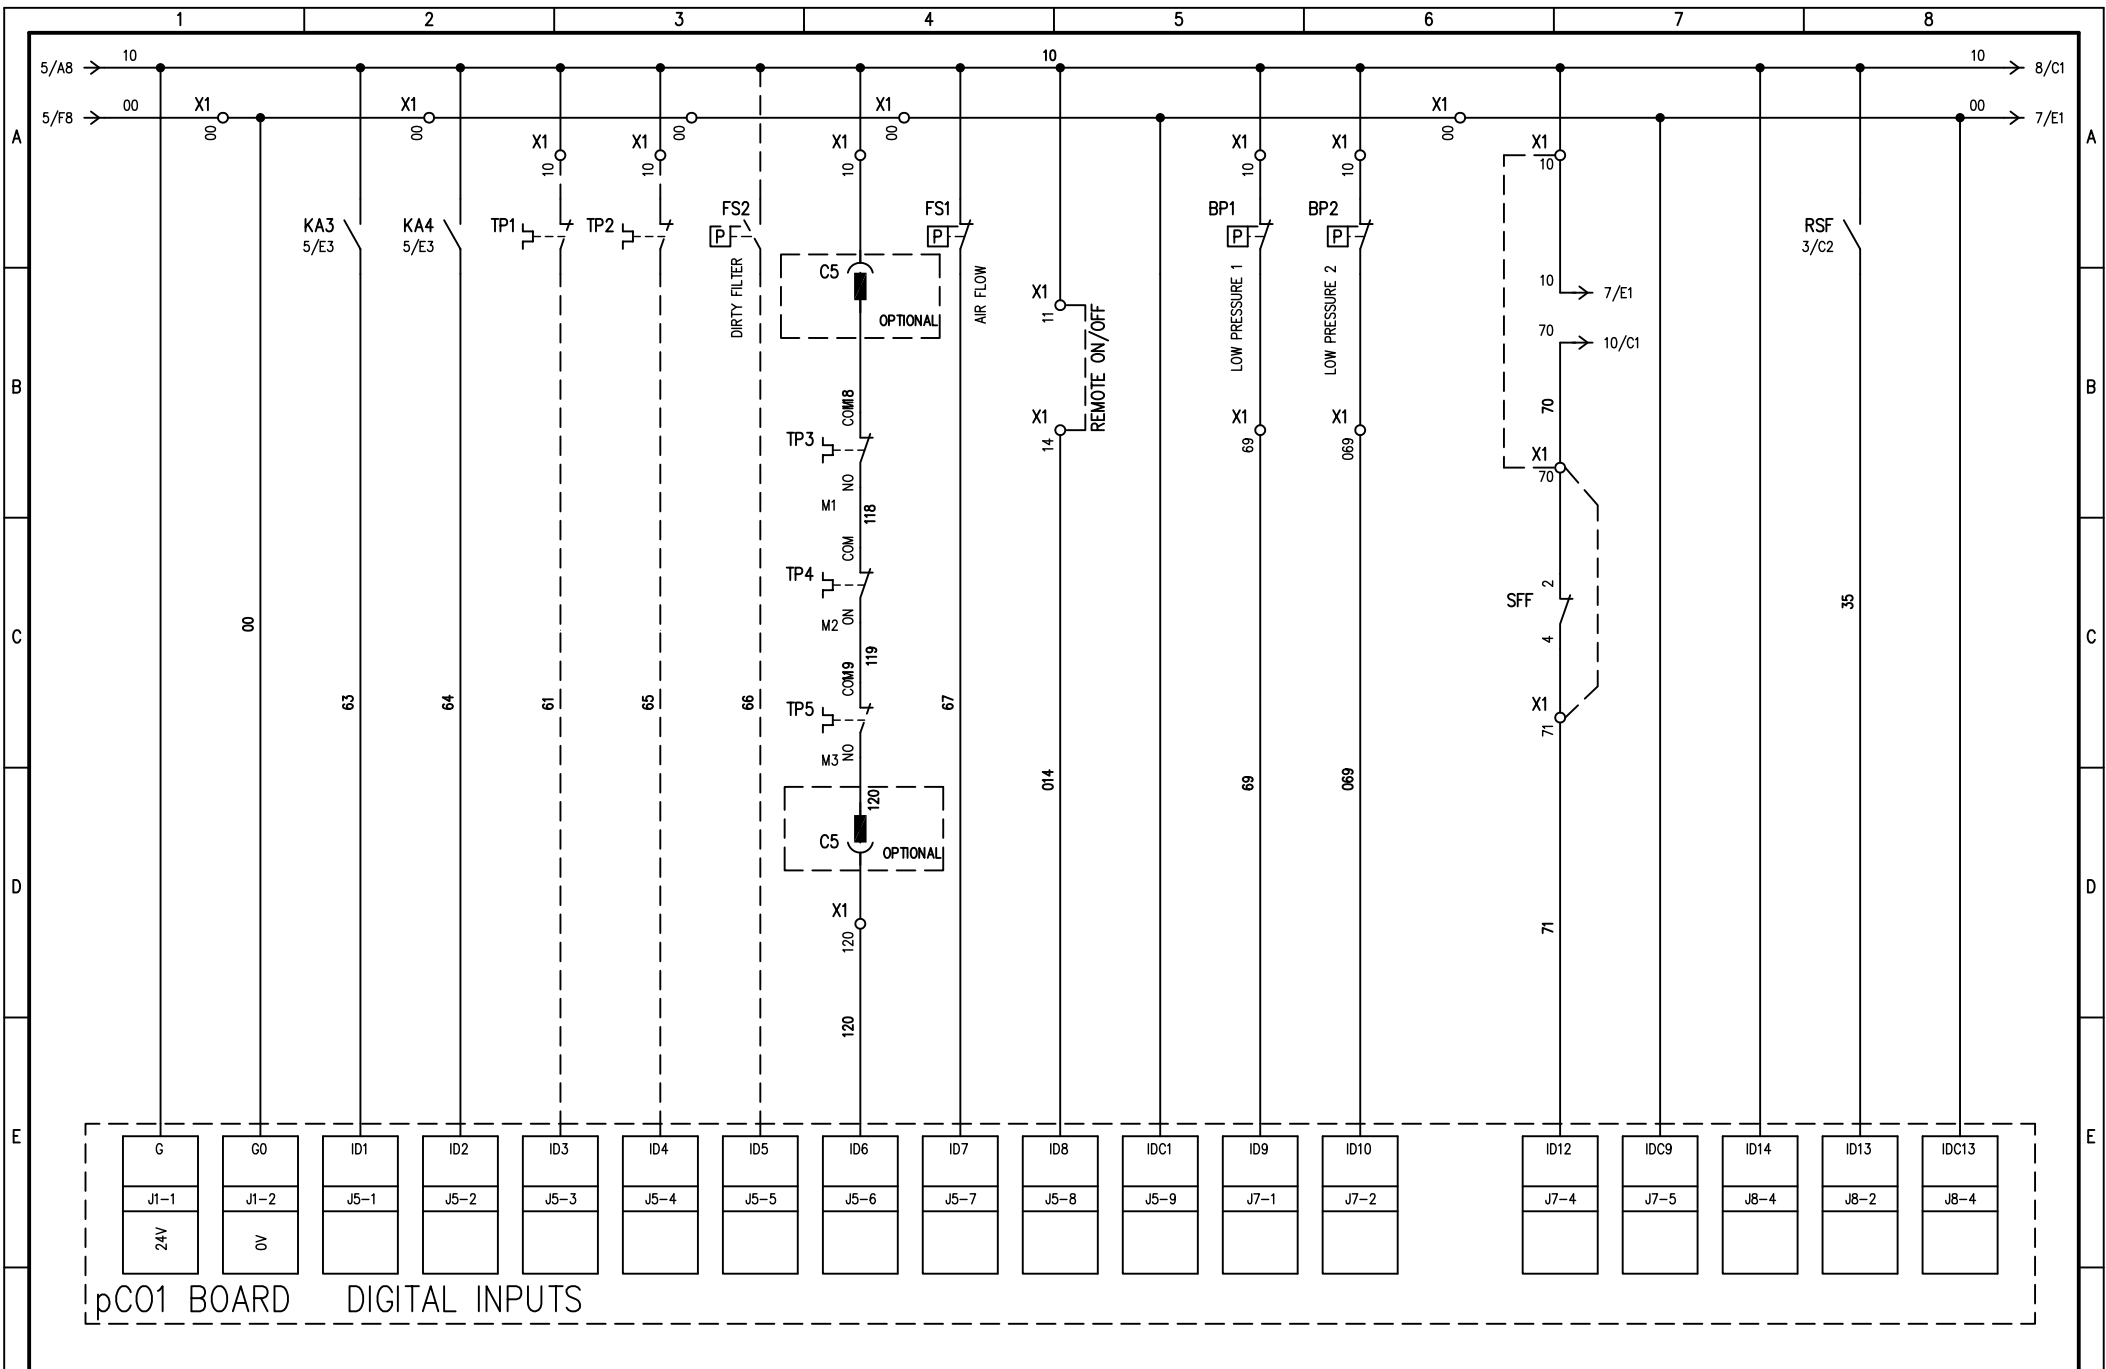 1 2 3 4 5 6 7 8
5/A8 10 10 10 8/C1
5/F8 00 X1 X1 X1 X1 00 7/E1
00 00 00 00 00
A A
X1 X1 X1 X1 X1 X1
10 10 10 10 10 10
KA3 KA4 TP1 TP2 FS2 FS1 BP1 BP2 RSF
5/E3 5/E3 P P P P 3/C2
DIRTY FILTER
C5
OPTIONAL
AIR FLOW
X1
11
REMOTE ON/OFF
LOW PRESSURE 1
LOW PRESSURE 2
10 7/E1
70 10/C1
B B
COM18
70
X1 X1 X1
14 69 069
TP3
X1
70
NO
M1
118
COM
TP4
2
SFF
4
ON
M2
119
00
35
C C
COM19
63 64 61 65 66
TP5
67
X1
71
NO
M3
120
014 69 069
C5
OPTIONAL
D D
X1
120
71
120
E E
G G0 ID1 ID2 ID3 ID4 ID5 ID6 ID7 ID8 IDC1 ID9 ID10 ID12 IDC9 ID14 ID13 IDC13
J1-1 J1-2 J5-1 J5-2 J5-3 J5-4 J5-5 J5-6 J5-7 J5-8 J5-9 J7-1 J7-2 J7-4 J7-5 J8-4 J8-2 J8-4
24V 0V
pCO1 BOARD DIGITAL INPUTS